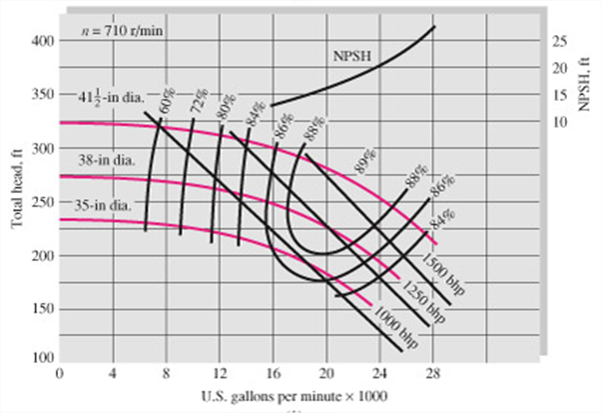 n = 710 r/min
NPSH
41½-in dia.
38-in dia.
35-in dia.
60%
72%
80%
84%
86%
88%
89%
88%
86%
84%
1500 bhp
1250 bhp
1000 bhp
Total head, ft
400
350
300
250
200
150
100
NPSH, ft
25
20
15
10
0 4 8 12 16 20 24 28
U.S. gallons per minute × 1000